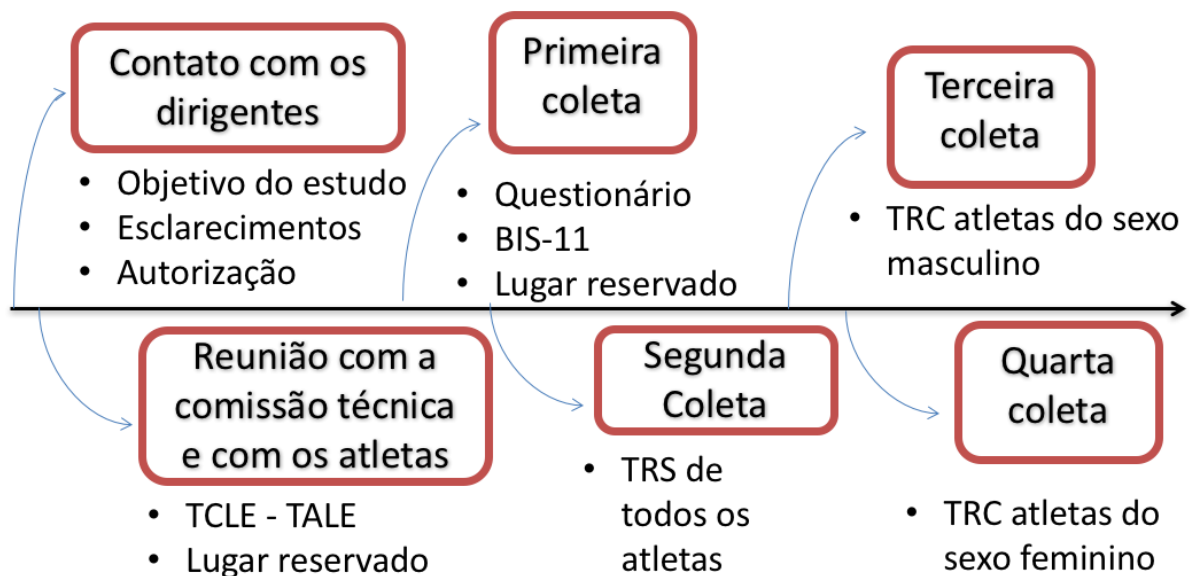 Contato com os
dirigentes
• Objetivo do estudo
• Esclarecimentos
• Autorização
Reunião com a
comissão técnica
e com os atletas
• TCLE - TALE
• Lugar reservado
Primeira
coleta
• Questionário
• BIS-11
• Lugar reservado
Segunda
Coleta
• TRS de
todos os
atletas
Terceira
coleta
• TRC atletas do sexo
masculino
Quarta
coleta
• TRC atletas do
sexo feminino